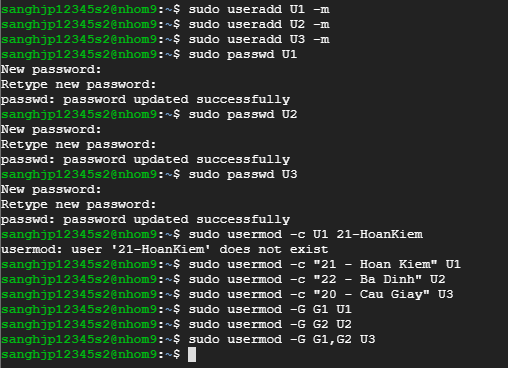 sanghjp12345s2@nhom9:~$ sudo useradd U1 -m
sanghjp12345s2@nhom9:~$ sudo useradd U2 -m
sanghjp12345s2@nhom9:~$ sudo useradd U3 -m
sanghjp12345s2@nhom9:~$ sudo passwd U1
New password:
Retype new password:
passwd: password updated successfully
sanghjp12345s2@nhom9:~$ sudo passwd U2
New password:
Retype new password:
passwd: password updated successfully
sanghjp12345s2@nhom9:~$ sudo passwd U3
New password:
Retype new password:
passwd: password updated successfully
sanghjp12345s2@nhom9:~$ sudo usermod -c U1 21-HoanKiem
usermod: user '21-HoanKiem' does not exist
sanghjp12345s2@nhom9:~$ sudo usermod -c "21 - Hoan Kiem" U1
sanghjp12345s2@nhom9:~$ sudo usermod -c "22 - Ba Dinh" U2
sanghjp12345s2@nhom9:~$ sudo usermod -c "20 - Cau Giay" U3
sanghjp12345s2@nhom9:~$ sudo usermod -G G1 U1
sanghjp12345s2@nhom9:~$ sudo usermod -G G2 U2
sanghjp12345s2@nhom9:~$ sudo usermod -G G1,G2 U3
sanghjp12345s2@nhom9:~$